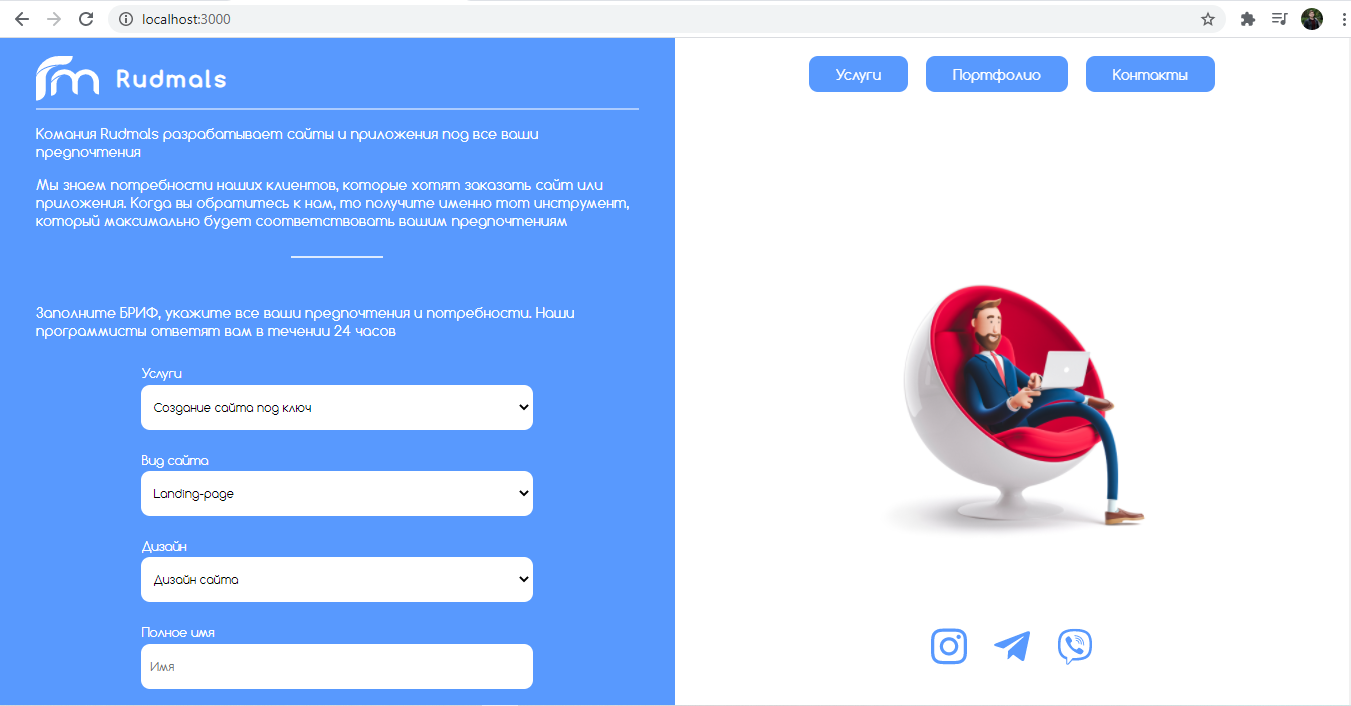 localhost:3000
Rudmals
Услуги
Портфолио
Контакты
Комания Rudmals разрабатывает сайты и приложения под все ваши
предпочтения
Мы знаем потребности наших клиентов, которые хотят заказать сайт или
приложения. Когда вы обратитесь к нам, то получите именно тот инструмент,
который максимально будет соответствовать вашим предпочтениям
Заполните БРИФ, укажите все ваши предпочтения и потребности. Наши
программисты ответят вам в течении 24 часов
Услуги
Создание сайта под ключ
Вид сайта
Landing-page
Дизайн
Дизайн сайта
Полное имя
Имя